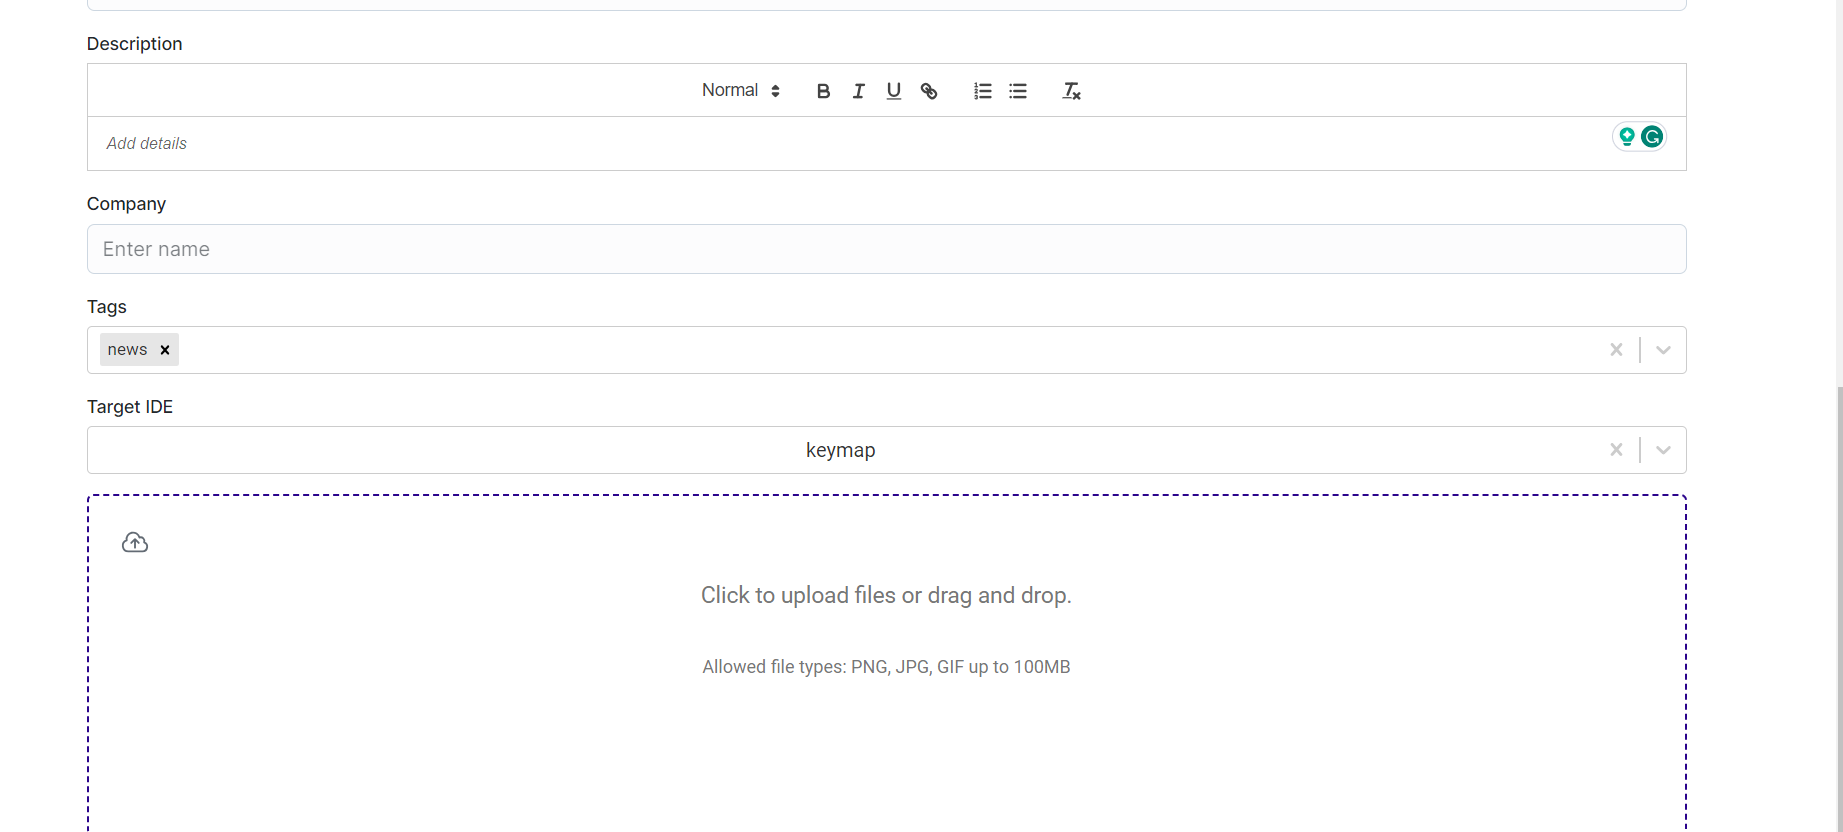 Description
Normal
Add details
Company
Enter name
Tags
news
Target IDE
keymap
Click to upload files or drag and drop.
Allowed file types: PNG, JPG, GIF up to 100MB